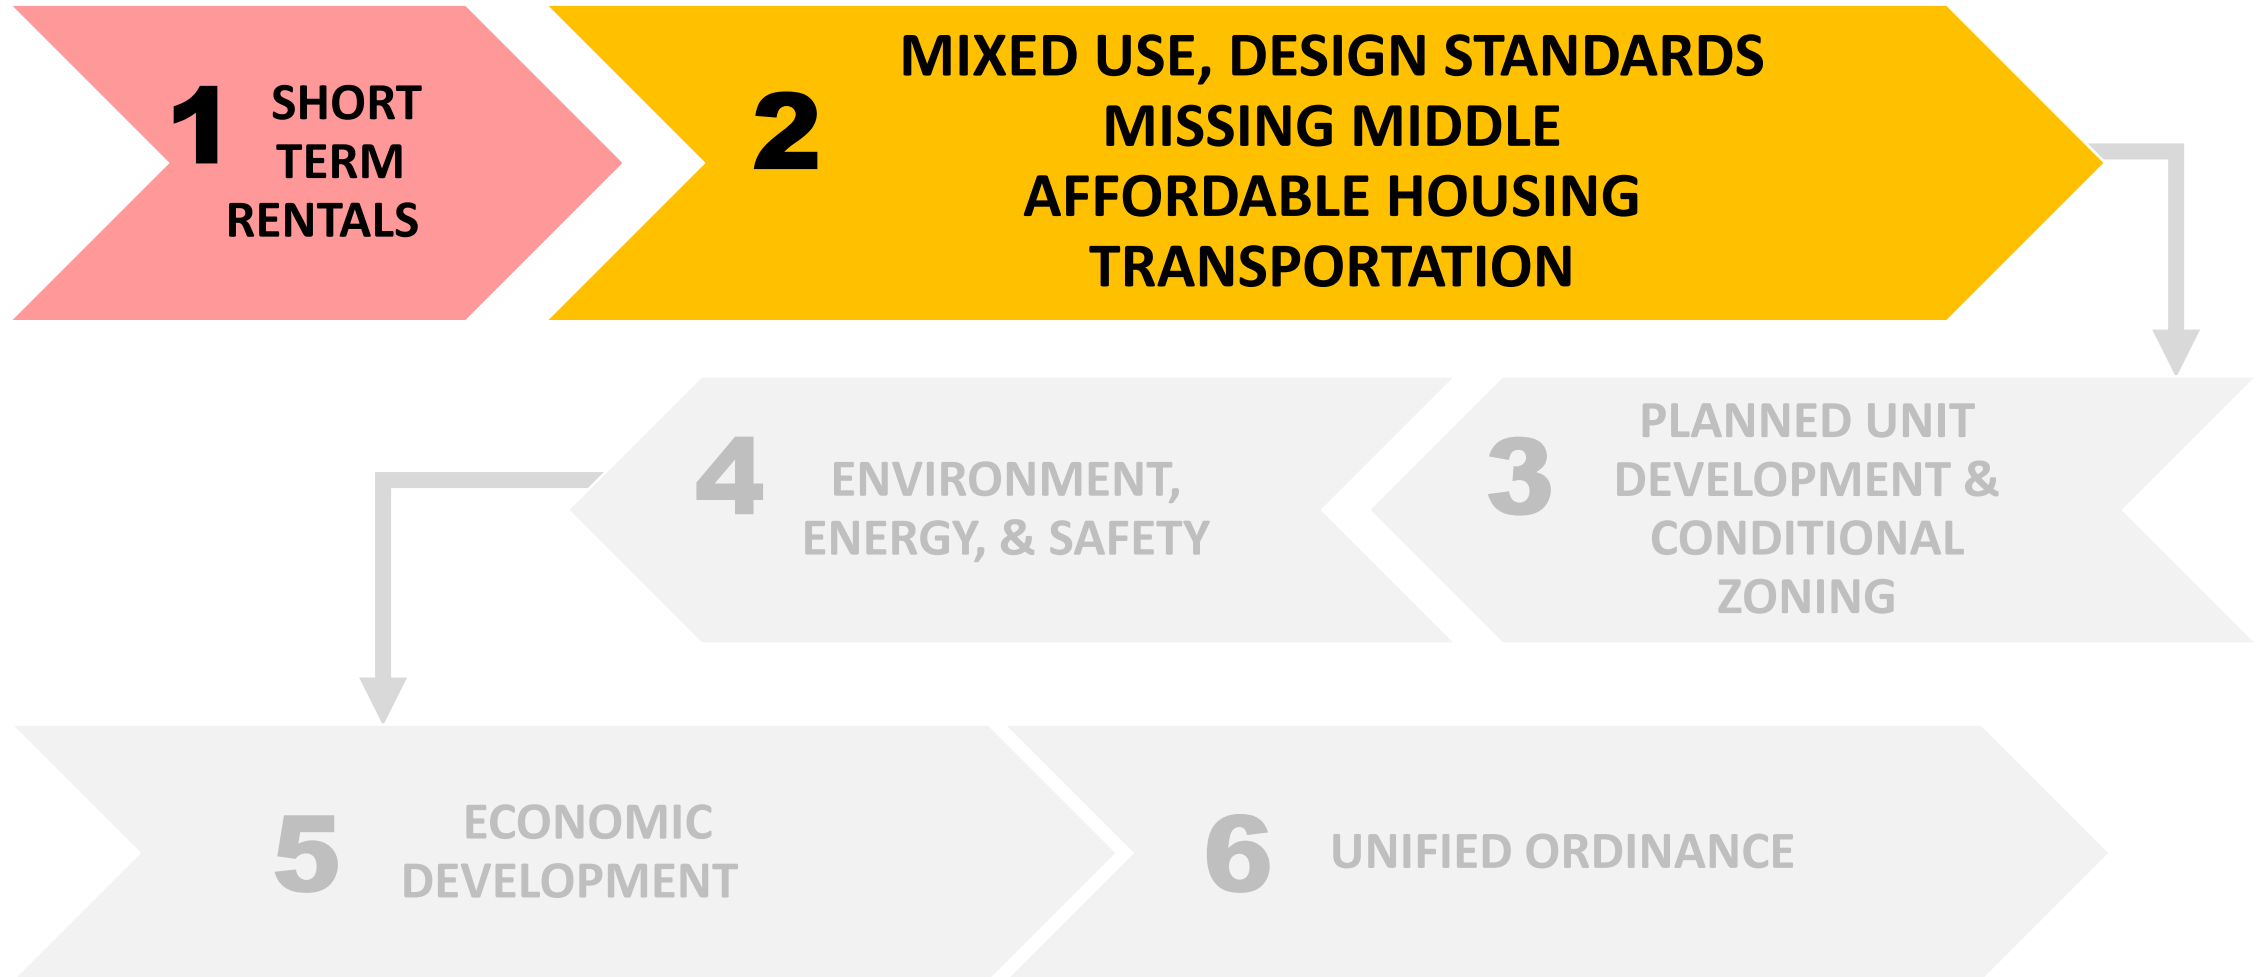 1
SHORT
TERM
RENTALS
2
MIXED USE, DESIGN STANDARDS
MISSING MIDDLE
AFFORDABLE HOUSING
TRANSPORTATION
3
PLANNED UNIT
DEVELOPMENT &
CONDITIONAL
ZONING
4
ENVIRONMENT,
ENERGY, & SAFETY
5
ECONOMIC
DEVELOPMENT
6
UNIFIED ORDINANCE